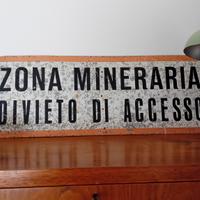 ZONA MINERARIA
DIVIETO DI ACCESSO